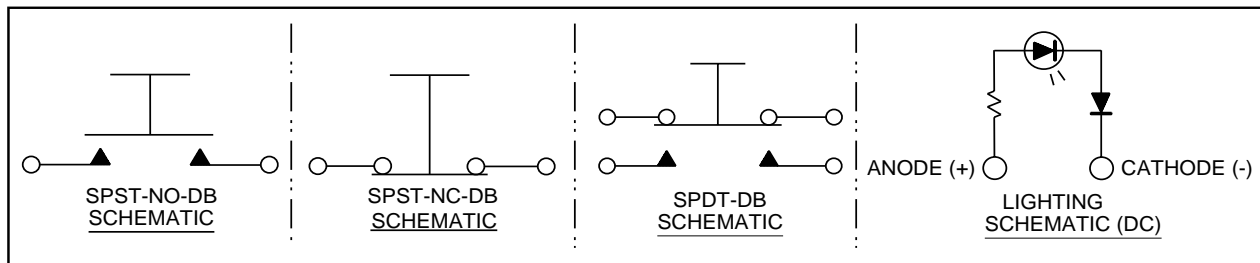 SPST-NO-DB
SCHEMATIC
SPST-NC-DB
SCHEMATIC
SPDT-DB
SCHEMATIC
ANODE (+)
CATHODE (-)
LIGHTING
SCHEMATIC (DC)